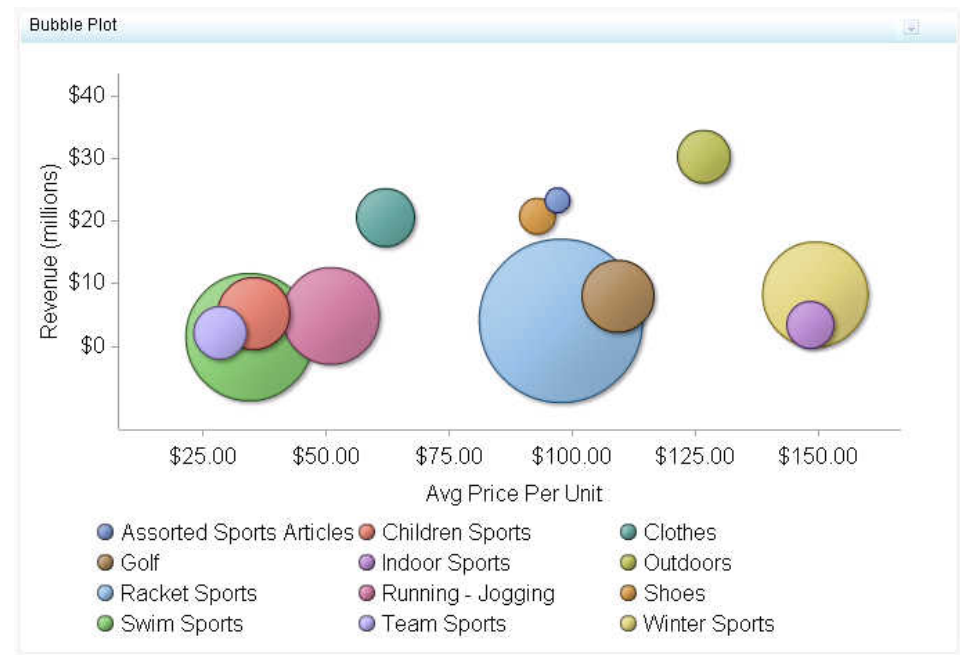 Bubble Plot
$40
$30
$20
$10
$0
Revenue (millions)
$25.00 $50.00 $75.00 $100.00 $125.00 $150.00
Avg Price Per Unit
Assorted Sports Articles Children Sports Clothes
Golf Indoor Sports Outdoors
Racket Sports Running - Jogging Shoes
Swim Sports Team Sports Winter Sports